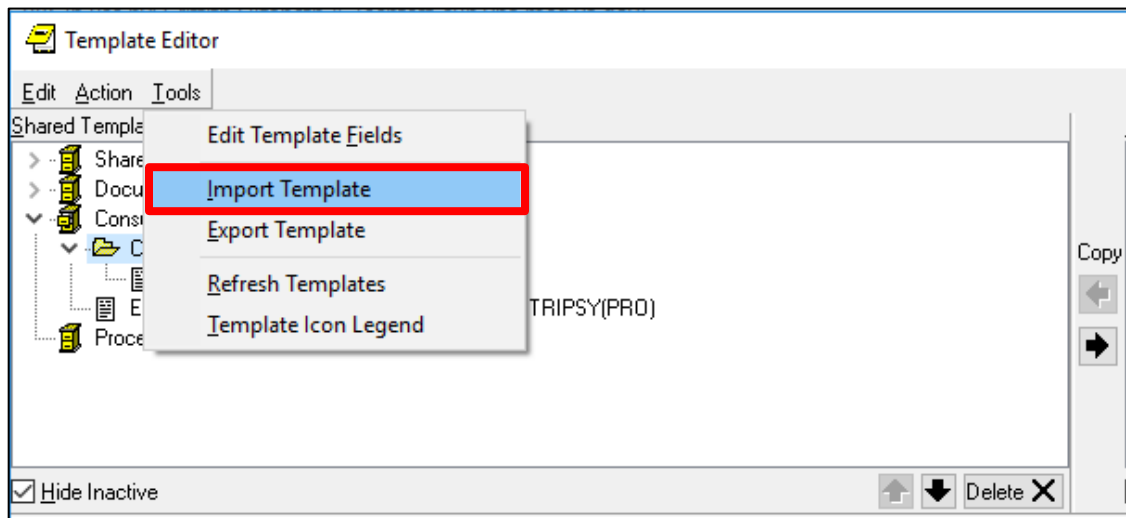 Template Editor
Edit Action Tools
Shared Templa
Edit Template Fields
Share
Import Template
Docu
Export Template
Cons
C
Refresh Templates
E TRIPSY(PRO)
Template Icon Legend
Proce
Copy
Hide Inactive
Delete